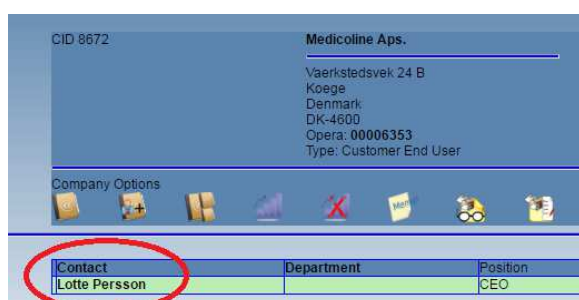 CID 8672
Medicoline Aps.
Vaerkstedsvek 24 B
Koege
Denmark
DK-4600
Opera: 00006353
Type: Customer End User
Company Options
Memo
Contact Department Position
Lotte Persson CEO